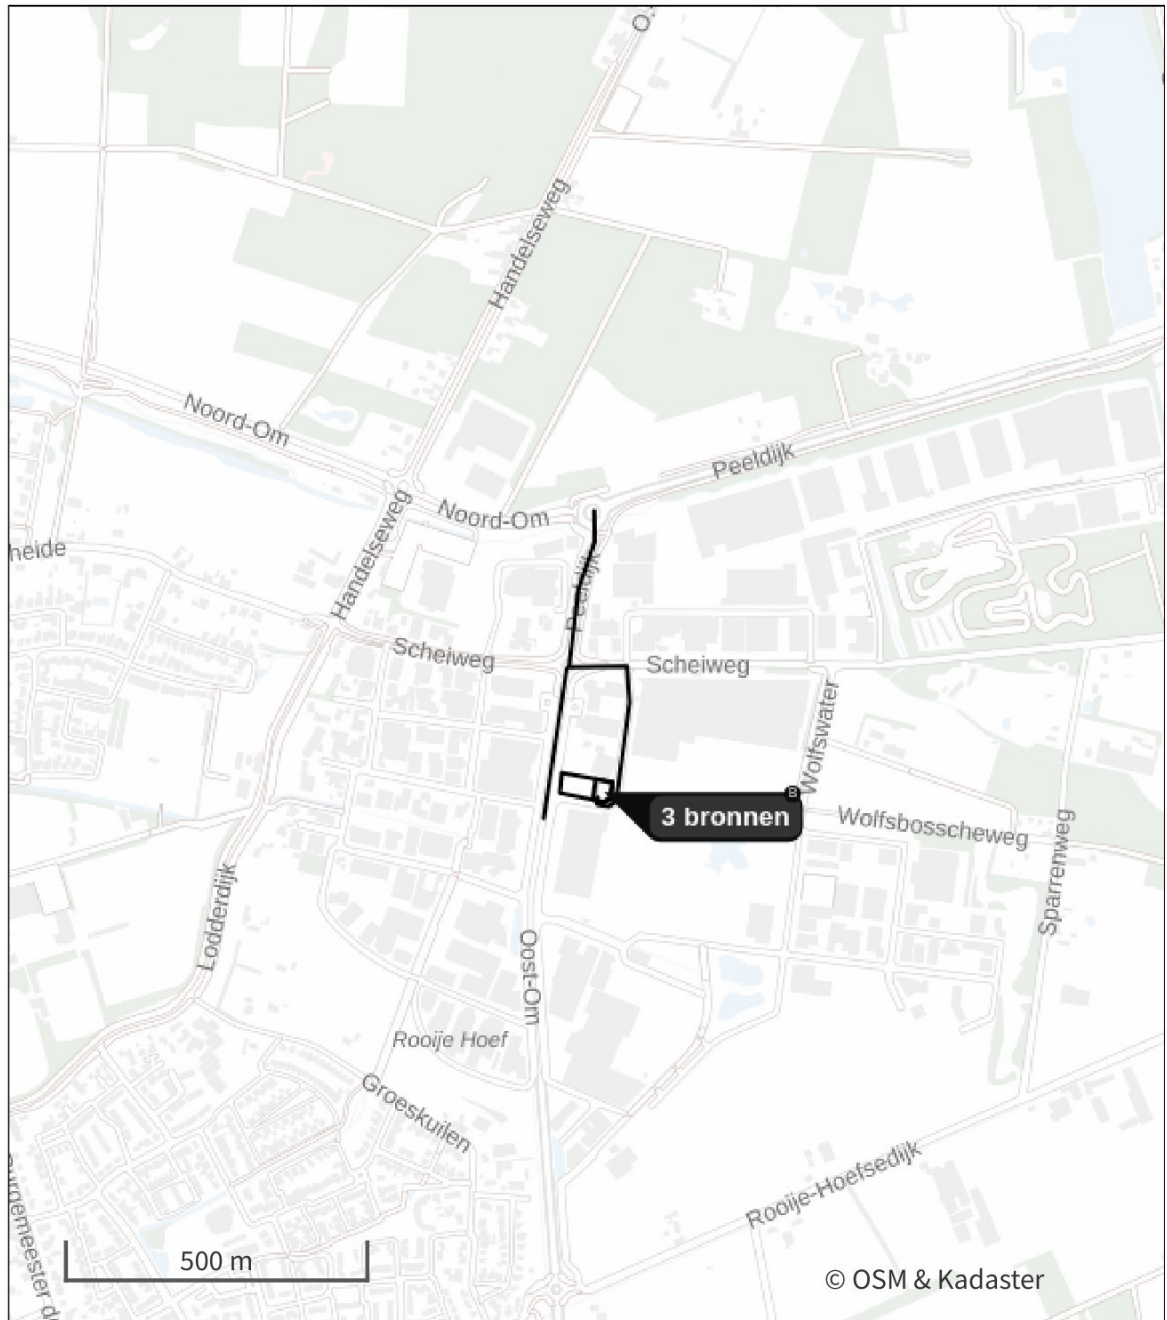 Handelseweg
Noord-Om
Peeldijk
Noord-Om
Handelseweg
heide
Peeldijk
Scheiweg
Scheiweg
Wolfswater
3 bronnen
Wolfsbosscheweg
Sparrenweg
Lodderdijk
Oost-Om
Rooije Hoef
Groeskuilen
Rooije-Hoefsedijk
Burgemeester d
500 m
© OSM & Kadaster